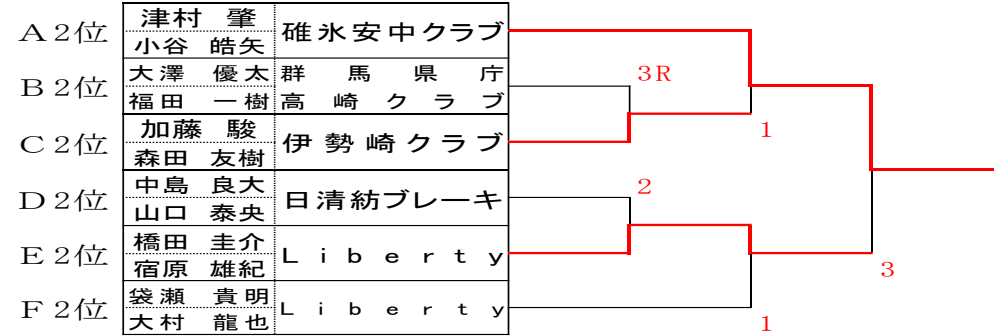 A2位 津村 肇 碓氷安中クラブ
小谷 皓矢
B2位 大澤 優太 群馬県庁 3R
福田 一樹 高崎クラブ
C2位 加藤 駿 伊勢崎クラブ 1
森田 友樹
D2位 中島 良大 日清紡ブレーキ 2
山口 泰央
E2位 橋田 圭介 Liberty 3
宿原 雄紀
F2位 袋瀬 貴明 Liberty 1
大村 龍也